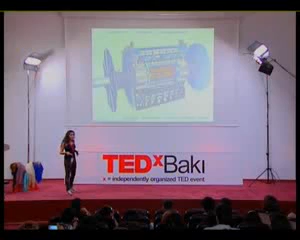 TEDxBakı
x = independently organized TED event